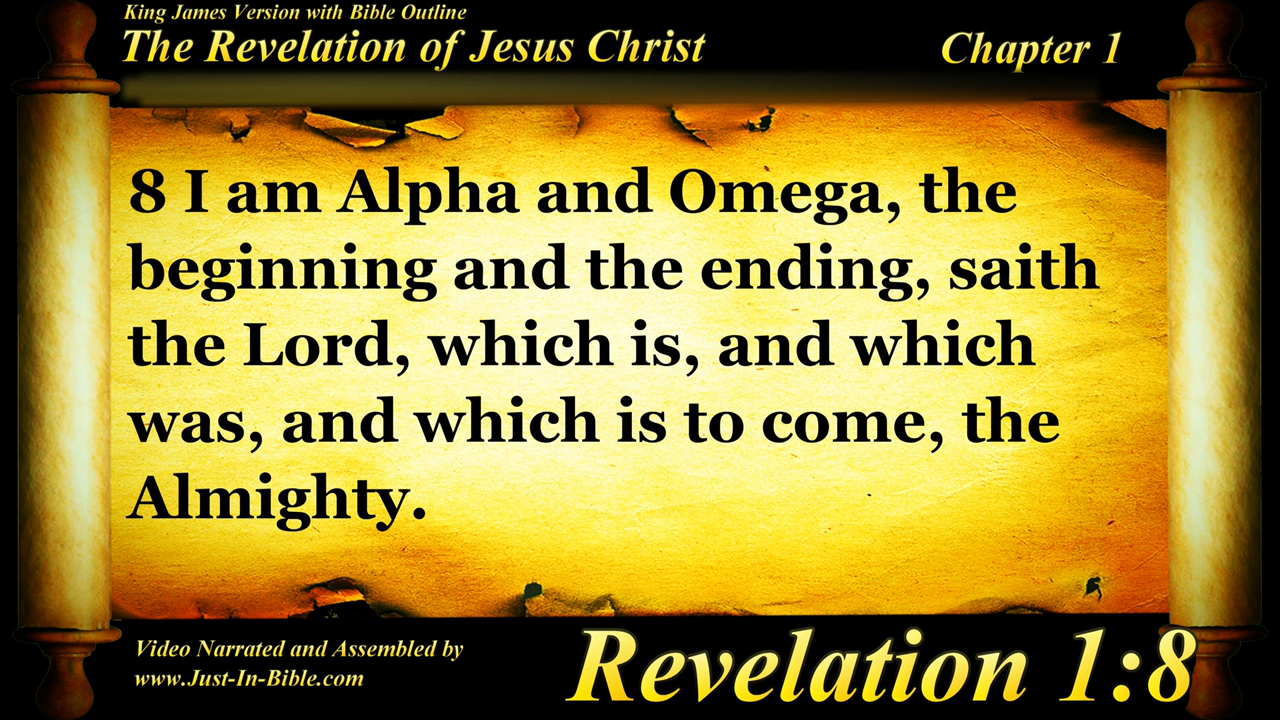 King James Version with Bible Outline
The Revelation of Jesus Christ
Chapter 1
8 I am Alpha and Omega, the
beginning and the ending, saith
the Lord, which is, and which
was, and which is to come, the
Almighty.
Video Narrated and Assembled by
www.Just-In-Bible.com
Revelation 1:8